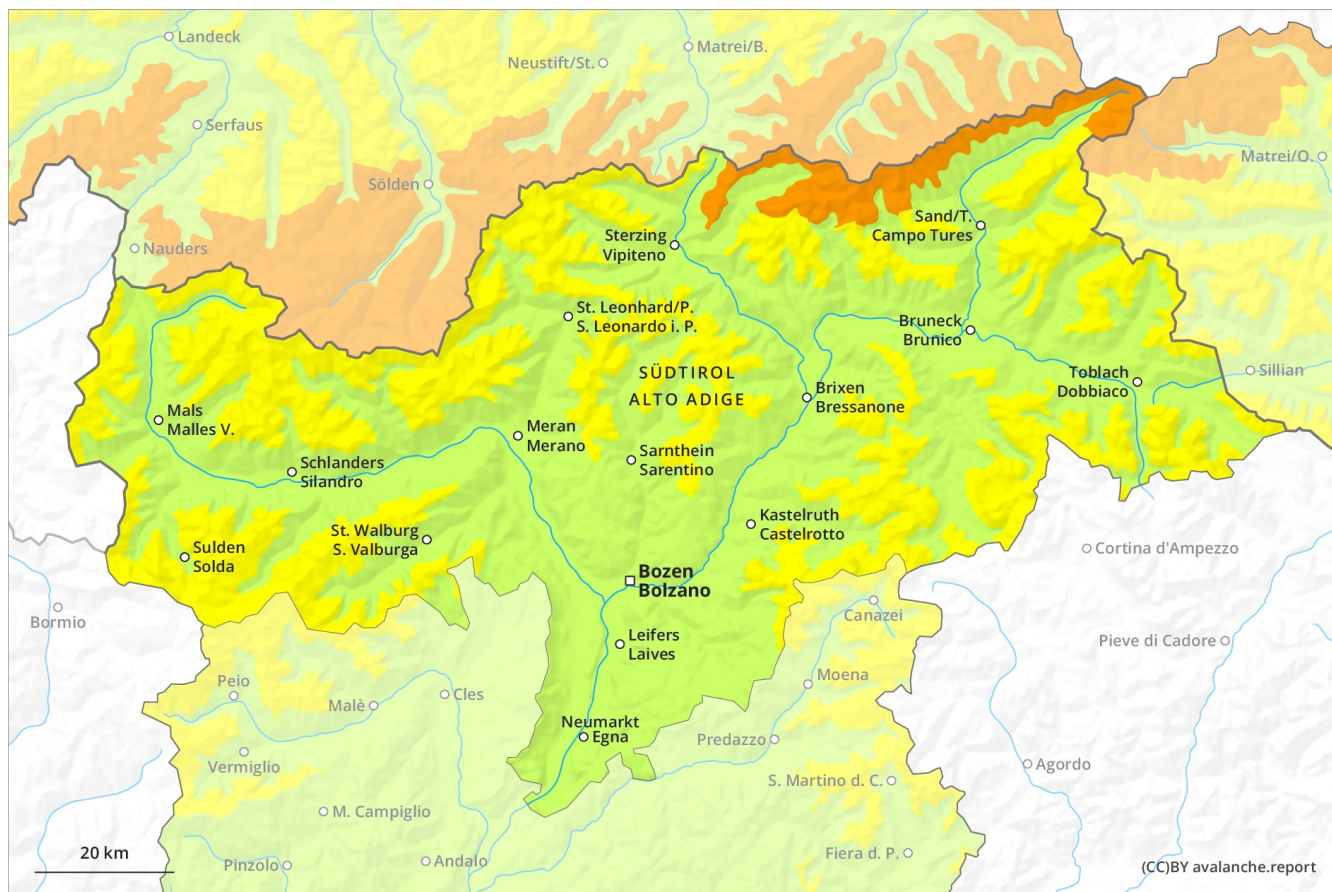 Landeck
Matrei/B.
Neustift/St.
Serfaus
Matrei/O.
Sölden
Nauders
Sand/T.
Campo Tures
Sterzing
Vipiteno
St. Leonhard/P.
S. Leonardo i. P.
Bruneck
Brunico
SÜDTIROL
ALTO ADIGE
Toblach
Dobbiaco
Sillian
Brixen
Bressanone
Mals
Malles V.
Meran
Merano
Sarnthein
Sarentino
Schlanders
Silandro
Kastelruth
Castelrotto
St. Walburg
S. Valburga
Sulden
Solda
Cortina d'Ampezzo
Bozen
Bolzano
Bormio
Canazei
Leifers
Laives
Pieve di Cadore
Peio
Moena
Cles
Malè
Neumarkt
Egna
Predazzo
Vermiglio
Agordo
S. Martino d. C.
M. Campiglio
20 km
Fiera d. P.
Andalo
Pinzolo
(CC)BY avalanche.report